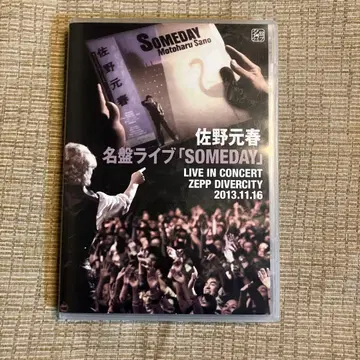 SOMEDAY
Motoharu Sano
佐野元春
SOMEDAY
佐野元春
名盤ライブ「SOMEDAY」
LIVE IN CONCERT
ZEPP DIVERCITY
2013.11.16